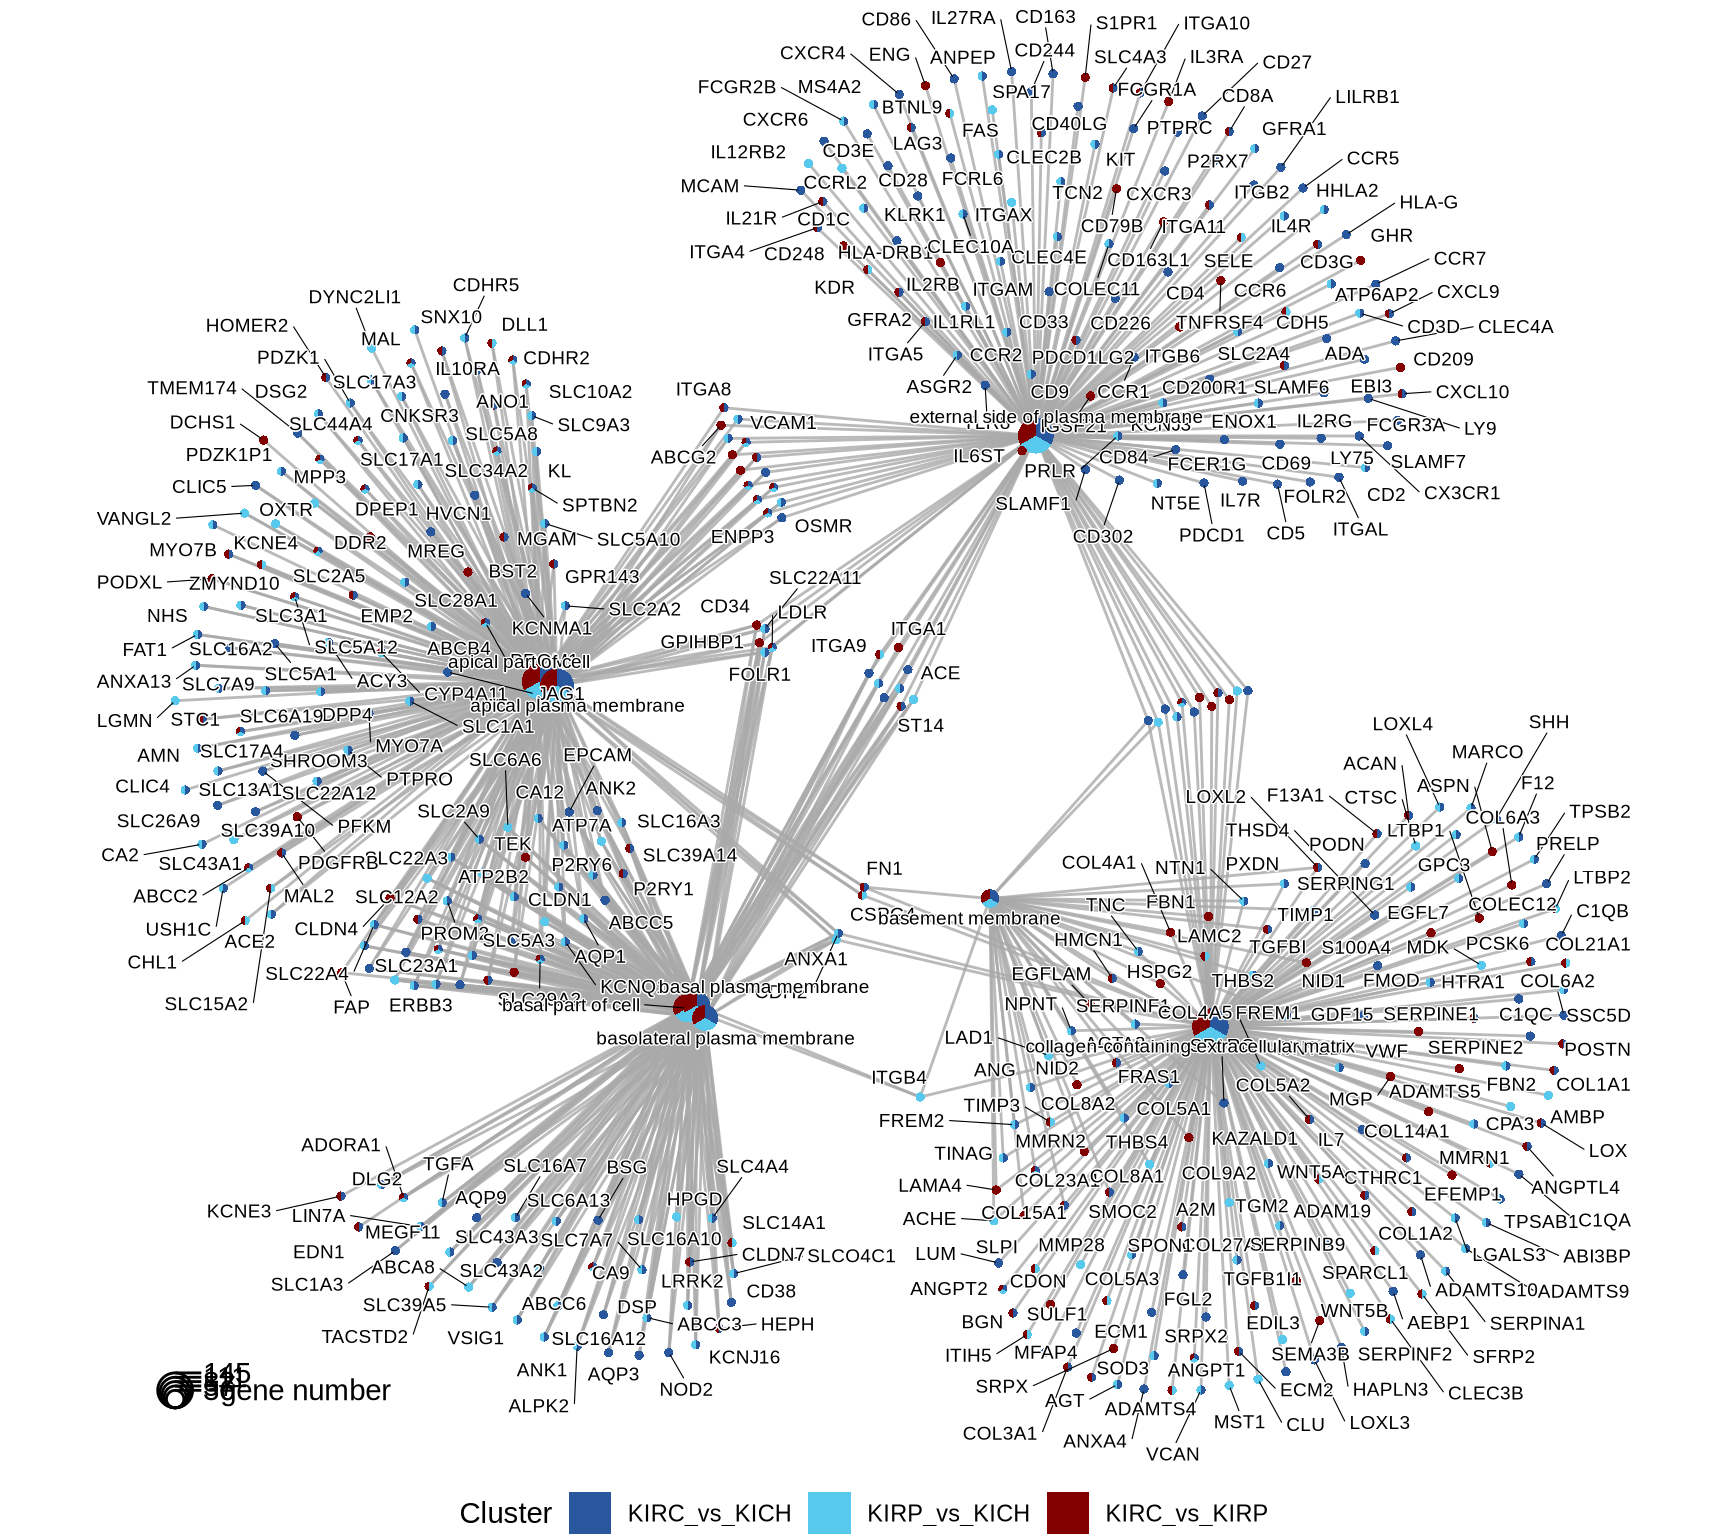 CD86
IL27RA
CD163
S1PR1
ITGA10
CXCR4
ENG
ANPEP
CD244
SLC4A3
IL3RA
CD27
FCGR2B
MS4A2
BTNL9
SPA17
FCGR1A
CD8A
LILRB1
CXCR6
LAG3
FAS
CD40LG
PTPRC
GFRA1
IL12RB2
CD3E
CLEC2B
KIT
P2RX7
CCR5
MCAM
CCRL2
CD28
FCRL6
TCN2
CXCR3
ITGB2
HHLA2
IL21R
CD1C
KLRK1
ITGAX
CD79B
ITGA11
IL4R
HLA-G
ITGA4
CD248
HLA-DRB1
CLEC10A
CLEC4E
CD163L1
SELE
CD3G
GHR
CCR7
KDR
IL2RB
ITGAM
COLEC11
CD4
CCR6
ATP6AP2
CXCL9
GFRA2
IL1RL1
CD33
CD226
TNFRSF4
CDH5
CD3D
CLEC4A
ITGA5
CCR2
PDCD1LG2
ITGB6
SLC2A4
ADA
CD209
ASGR2
CD9
CCR1
CD200R1
SLAMF6
EBI3
CXCL10
external side of plasma membrane
KCNJ3
ENOX1
IL2RG
FCGR3A
LY9
IL6ST
PRLR
CD84
FCER1G
CD69
LY75
SLAMF7
SLAMF1
NT5E
IL7R
FOLR2
CD2
CX3CR1
CD302
PDCD1
CD5
ITGAL
CDHR5
DYNC2LI1
SNX10
DLL1
HOMER2
MAL
PDZK1
IL10RA
CDHR2
TMEM174
DSG2
SLC17A3
ANO1
SLC10A2
ITGA8
DCHS1
SLC44A4
CNKSR3
SLC5A8
SLC9A3
VCAM1
PDZK1P1
MPP3
SLC17A1
SLC34A2
KL
ABCG2
CLIC5
OXTR
DPEP1
HVCN1
SPTBN2
OSMR
VANGL2
KCNE4
DDR2
MREG
MGAM
SLC5A10
ENPP3
MYO7B
PODXL
ZMYND10
SLC2A5
BST2
GPR143
SLC22A11
NHS
SLC3A1
EMP2
SLC28A1
SLC2A2
CD34
LDLR
FAT1
SLC16A2
SLC5A12
ABCB4
KCNMA1
GPIHBP1
ITGA9
ITGA1
apical part of cell
ANXA13
SLC7A9
SLC5A1
ACY3
CYP4A11
JAG1
FOLR1
ACE
apical plasma membrane
LGMN
STC1
SLC6A19
DPP4
SLC1A1
ST14
AMN
SLC17A4
SHROOM3
MYO7A
SLC6A6
EPCAM
CLIC4
SLC13A1
SLC22A12
PTPRO
CA12
ANK2
SLC26A9
SLC39A10
PFKM
SLC2A9
ATP7A
SLC16A3
CA2
SLC43A1
PDGFRB
SLC22A3
TEK
P2RY6
SLC39A14
ABCC2
MAL2
SLC12A2
ATP2B2
CLDN1
P2RY1
USH1C
ACE2
CLDN4
PROM2
SLC5A3
ABCC5
CHL1
SLC22A4
SLC23A1
AQP1
SLC15A2
FAP
ERBB3
basal plasma membrane
basal part of cell
basolateral plasma membrane
FN1
basement membrane
ANXA1
ITGB4
LOXL4
SHH
ACAN
MARCO
LOXL2
F13A1
CTSC
ASPN
F12
THSD4
LTBP1
COL6A3
TPSB2
COL4A1
NTN1
PXDN
PODN
GPC3
PRELP
TNC
FBN1
SERPING1
COLEC12
LTBP2
HMCN1
LAMC2
TIMP1
EGFL7
C1QB
EGFLAM
HSPG2
TGFBI
S100A4
MDK
PCSK6
COL21A1
NPNT
SERPINF1
THBS2
NID1
FMOD
HTRA1
COL6A2
LAD1
COL4A5
FREM1
GDF15
SERPINE1
C1QC
SSC5D
collagen-containing extracellular matrix
VWF
SERPINE2
POSTN
ANG
NID2
FRAS1
COL5A2
MGP
ADAMTS5
FBN2
COL1A1
FREM2
TIMP3
COL8A2
COL5A1
CPA3
AMBP
TINAG
MMRN2
THBS4
KAZALD1
IL7
COL14A1
LOX
LAMA4
COL23A1
COL8A1
COL9A2
WNT5A
CTHRC1
MMRN1
ANGPTL4
ACHE
COL15A1
SMOC2
A2M
TGM2
ADAM19
EFEMP1
TPSAB1
C1QA
LUM
SLPI
MMP28
SPON1
SERPINB9
COL1A2
LGALS3
ABI3BP
ANGPT2
CDON
COL5A3
TGFB1I1
SPARCL1
ADAMTS10
ADAMTS9
BGN
SULF1
FGL2
EDIL3
WNT5B
AEBP1
SERPINA1
ITIH5
MFAP4
ECM1
SRPX2
SEMA3B
SERPINF2
SFRP2
SRPX
SOD3
ANGPT1
ECM2
HAPLN3
CLEC3B
AGT
ADAMTS4
MST1
CLU
LOXL3
COL3A1
ANXA4
VCAN
ADORA1
DLG2
TGFA
SLC16A7
BSG
SLC4A4
KCNE3
LIN7A
AQP9
SLC6A13
HPGD
EDN1
MEGF11
SLC43A3
SLC7A7
SLC16A10
SLC14A1
SLC1A3
ABCA8
SLC43A2
CA9
LRRK2
CLDN7
SLCO4C1
SLC39A5
ABCC6
DSP
CD38
TACSTD2
VSIG1
SLC16A12
ABCC3
HEPH
ANK1
AQP3
KCNJ16
ALPK2
NOD2
145
gene number
Cluster
KIRC_vs_KICH
KIRP_vs_KICH
KIRC_vs_KIRP